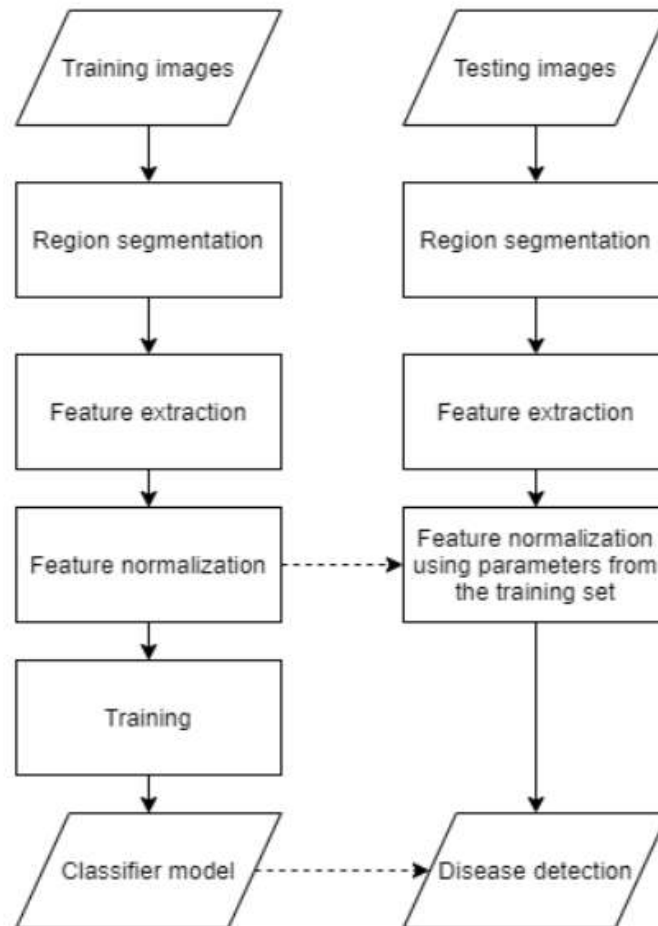 Training images
Testing images
Region segmentation
Region segmentation
Feature extraction
Feature extraction
Feature normalization
Feature normalization
using parameters from
the training set
Training
Classifier model
Disease detection